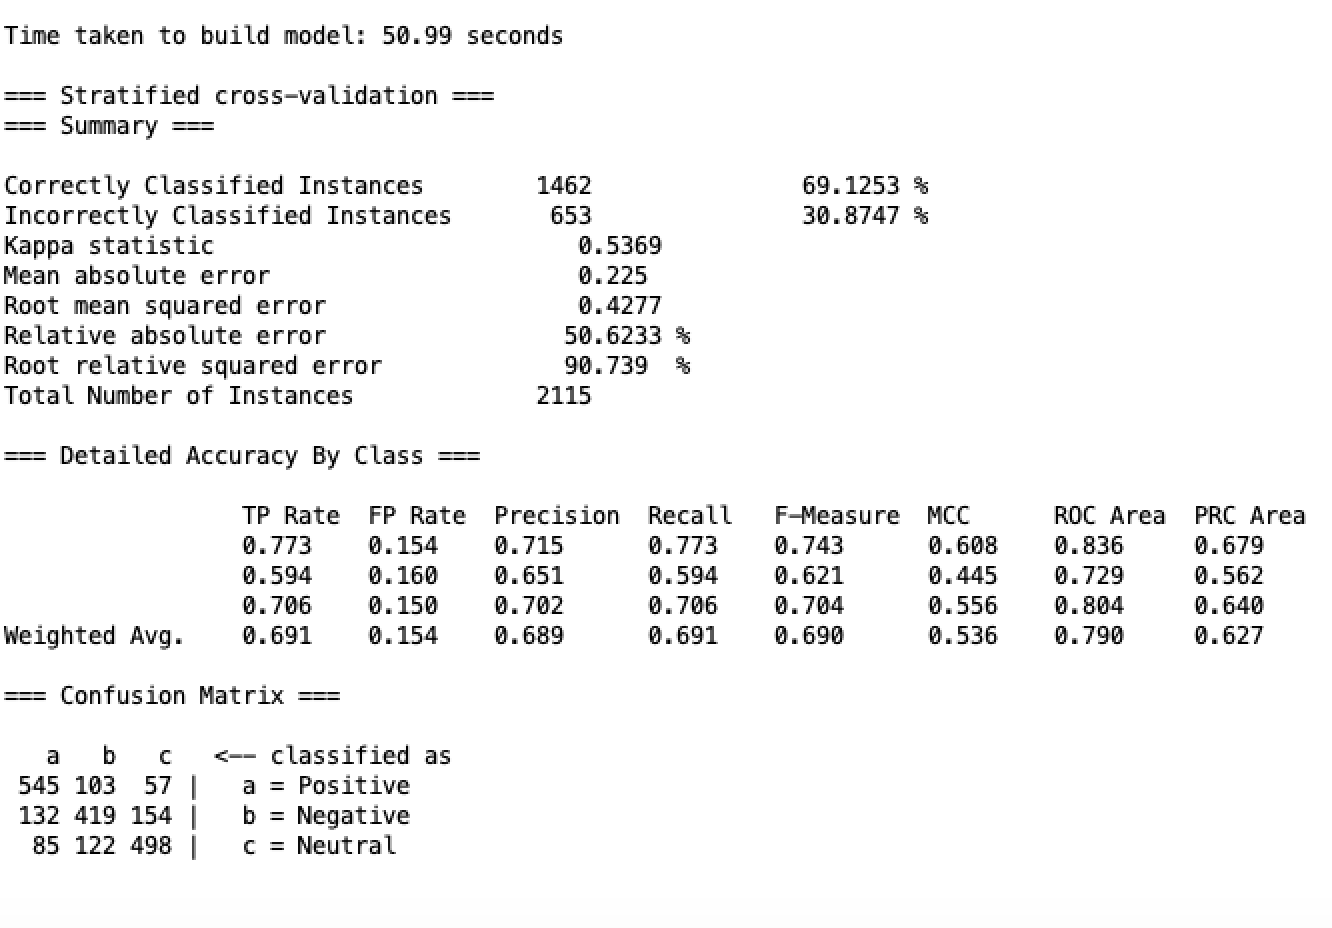 Time taken to build model: 50.99 seconds
=== Stratified cross-validation ===
=== Summary ===
Correctly Classified Instances        1462               69.1253 %
Incorrectly Classified Instances       653               30.8747 %
Kappa statistic                          0.5369
Mean absolute error                      0.225
Root mean squared error                  0.4277
Relative absolute error                 50.6233 %
Root relative squared error             90.739  %
Total Number of Instances             2115
=== Detailed Accuracy By Class ===
                 TP Rate  FP Rate  Precision  Recall   F-Measure  MCC      ROC Area  PRC Area
                 0.773    0.154    0.715      0.773    0.743      0.608    0.836     0.679
                 0.594    0.160    0.651      0.594    0.621      0.445    0.729     0.562
                 0.706    0.150    0.702      0.706    0.704      0.556    0.804     0.640
Weighted Avg.    0.691    0.154    0.689      0.691    0.690      0.536    0.790     0.627
=== Confusion Matrix ===
   a   b   c   <-- classified as
 545 103  57 |   a = Positive
 132 419 154 |   b = Negative
  85 122 498 |   c = Neutral